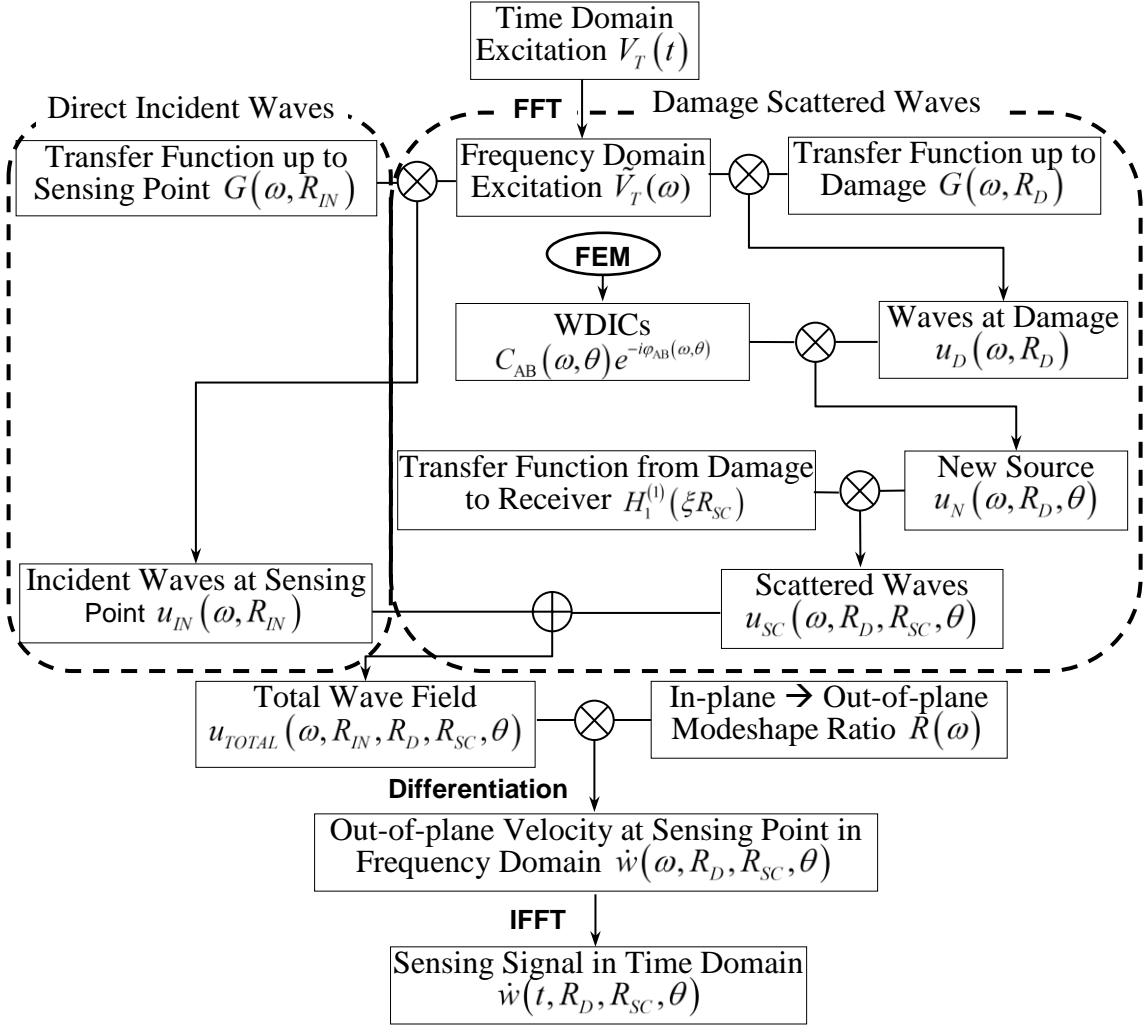 Time Domain
Excitation V_T(t)
Direct Incident Waves
FFT
Damage Scattered Waves
Transfer Function up to
Sensing Point G(ω, R_IN)
Frequency Domain
Excitation Ṽ_T(ω)
Transfer Function up to
Damage G(ω, R_D)
FEM
WDICs
C_AB(ω,θ)e^{-iφ_AB(ω,θ)}
Waves at Damage
u_D(ω, R_D)
Transfer Function from Damage
to Receiver H_1^{(1)}(ξR_SC)
New Source
u_N(ω, R_D, θ)
Incident Waves at Sensing
Point u_IN(ω, R_IN)
Scattered Waves
u_SC(ω, R_D, R_SC, θ)
Total Wave Field
u_TOTAL(ω, R_IN, R_D, R_SC, θ)
In-plane → Out-of-plane
Modeshape Ratio R(ω)
Differentiation
Out-of-plane Velocity at Sensing Point in
Frequency Domain ẇ(ω, R_D, R_SC, θ)
IFFT
Sensing Signal in Time Domain
ẇ(t, R_D, R_SC, θ)